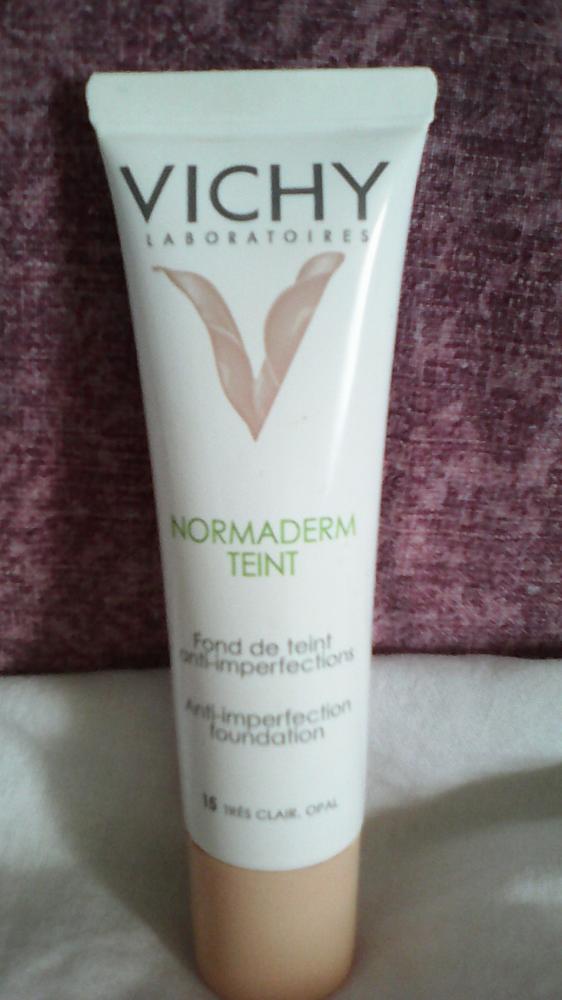 VICHY
LABORATOIRES
NORMADERM
TEINT
Fond de teint
anti-imperfections
Anti-imperfection
foundation
15 TRÈS CLAIR, OPAL